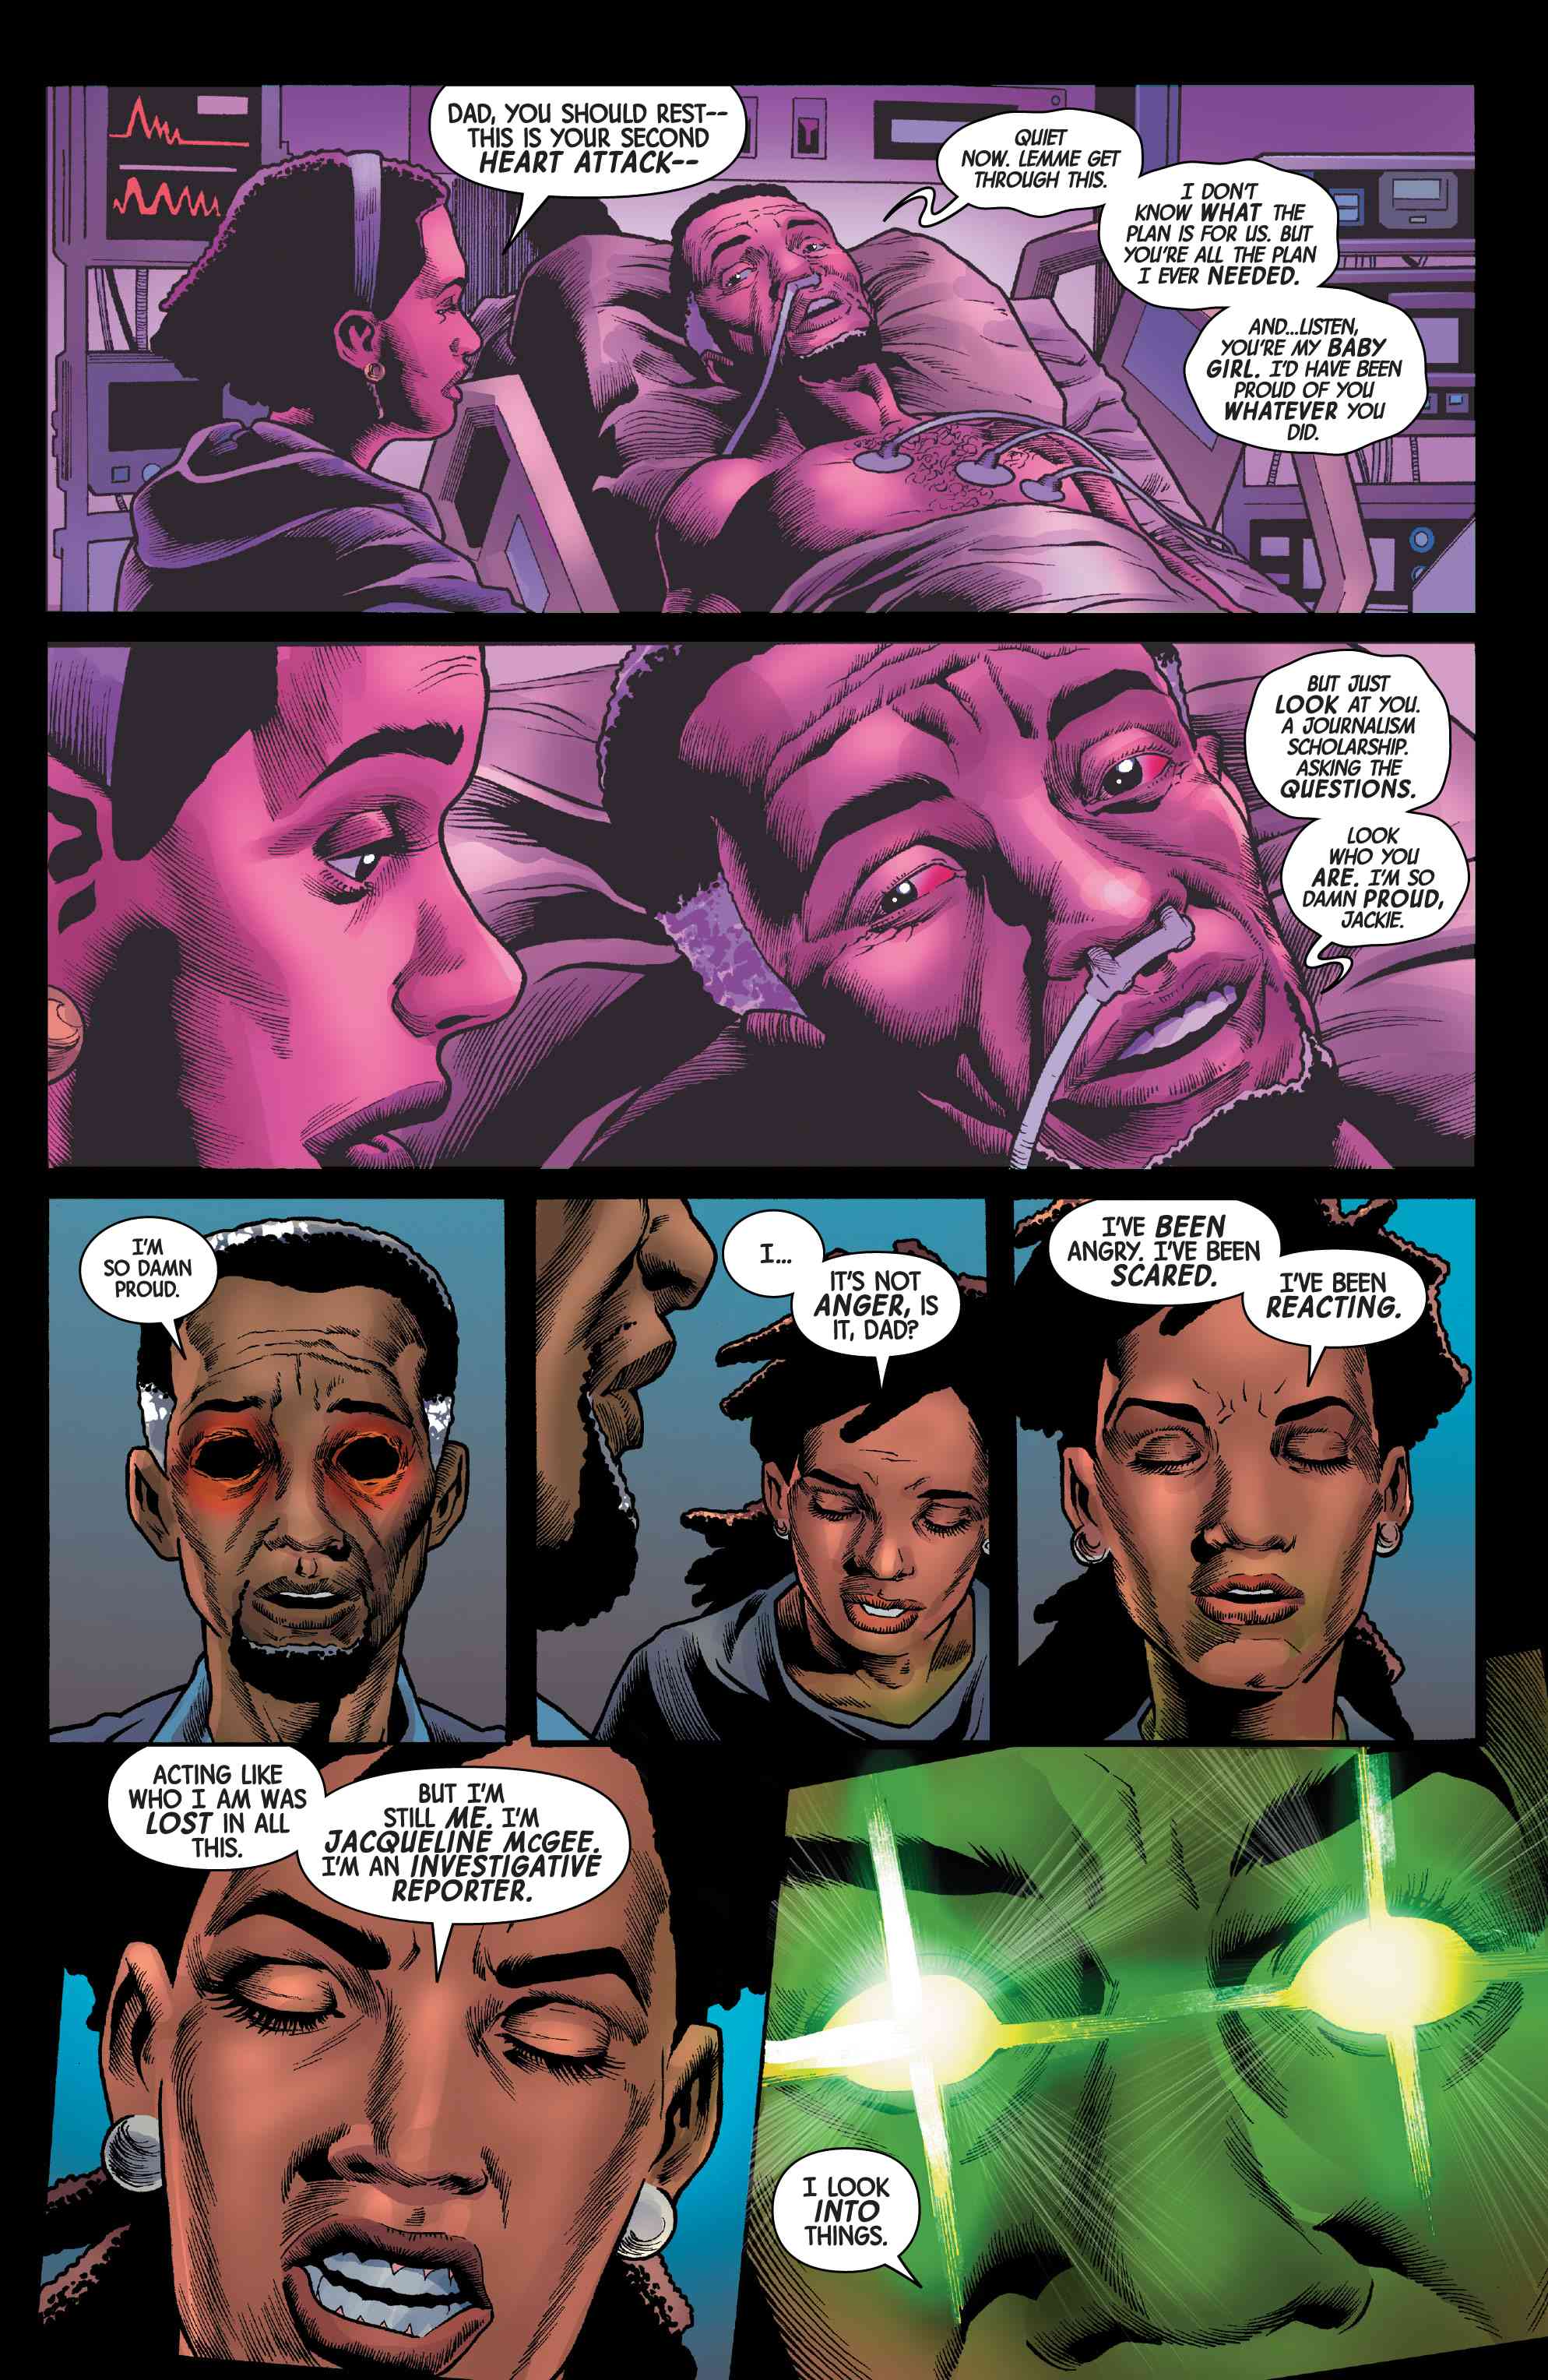 DAD, YOU SHOULD REST--
THIS IS YOUR SECOND
HEART ATTACK--
QUIET
NOW. LEMME GET
THROUGH THIS.
I DON'T
KNOW WHAT THE
PLAN IS FOR US. BUT
YOU'RE ALL THE PLAN
I EVER NEEDED.
AND...LISTEN,
YOU'RE MY BABY
GIRL. I'D HAVE BEEN
PROUD OF YOU
WHATEVER YOU
DID.
BUT JUST
LOOK AT YOU.
A JOURNALISM
SCHOLARSHIP.
ASKING THE
QUESTIONS.
LOOK
WHO YOU
ARE. I'M SO
DAMN PROUD,
JACKIE.
I'M
SO DAMN
PROUD.
I...
IT'S NOT
ANGER, IS
IT, DAD?
I'VE BEEN
ANGRY. I'VE BEEN
SCARED.
I'VE BEEN
REACTING.
ACTING LIKE
WHO I AM WAS
LOST IN ALL
THIS.
BUT I'M
STILL ME. I'M
JACQUELINE McGEE.
I'M AN INVESTIGATIVE
REPORTER.
I LOOK
INTO
THINGS.